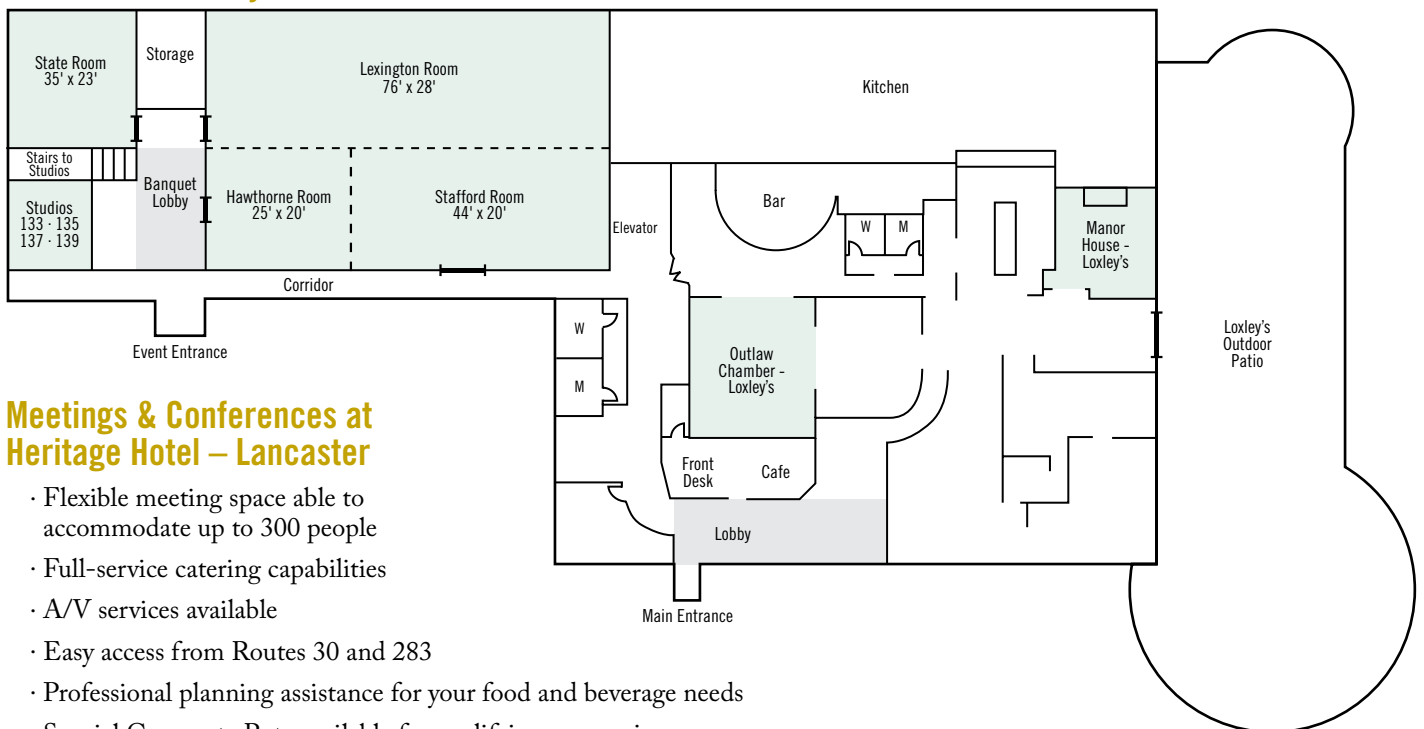 State Room
35' x 23'
Storage
Lexington Room
76' x 28'
Kitchen
Stairs to
Studios
Studios
133 · 135
137 · 139
Banquet
Lobby
Hawthorne Room
25' x 20'
Stafford Room
44' x 20'
Elevator
Bar
W
M
Manor
House -
Loxley's
Corridor
Event Entrance
W
M
Outlaw
Chamber -
Loxley's
Loxley's
Outdoor
Patio
Front
Desk
Cafe
Lobby
Main Entrance
Meetings & Conferences at
Heritage Hotel – Lancaster
· Flexible meeting space able to
accommodate up to 300 people
· Full-service catering capabilities
· A/V services available
· Easy access from Routes 30 and 283
· Professional planning assistance for your food and beverage needs